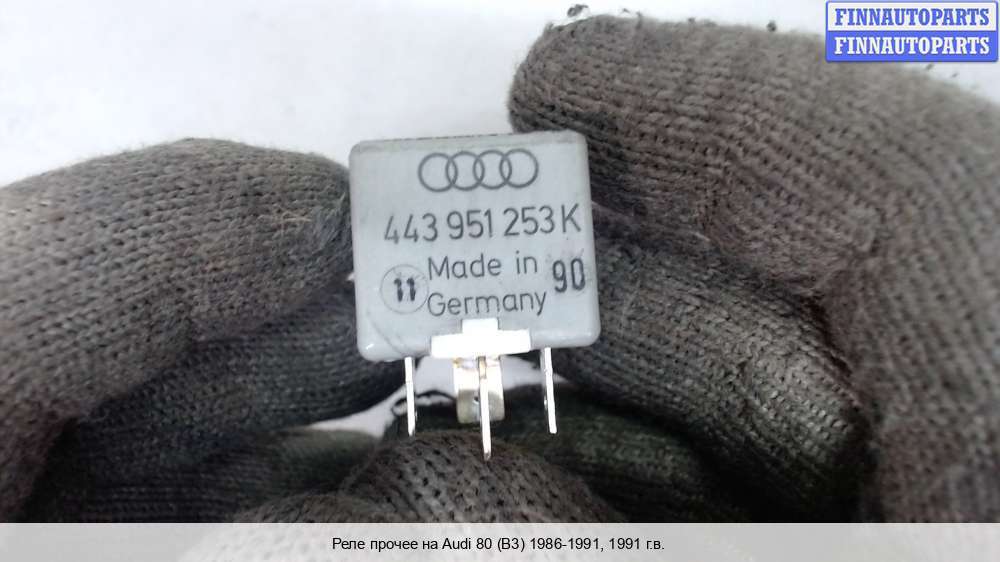 FINNAUTOPARTS
FINNAUTOPARTS
443 951 253 K
Made in
11
90
Germany
Реле прочее на Audi 80 (B3) 1986-1991, 1991 г.в.